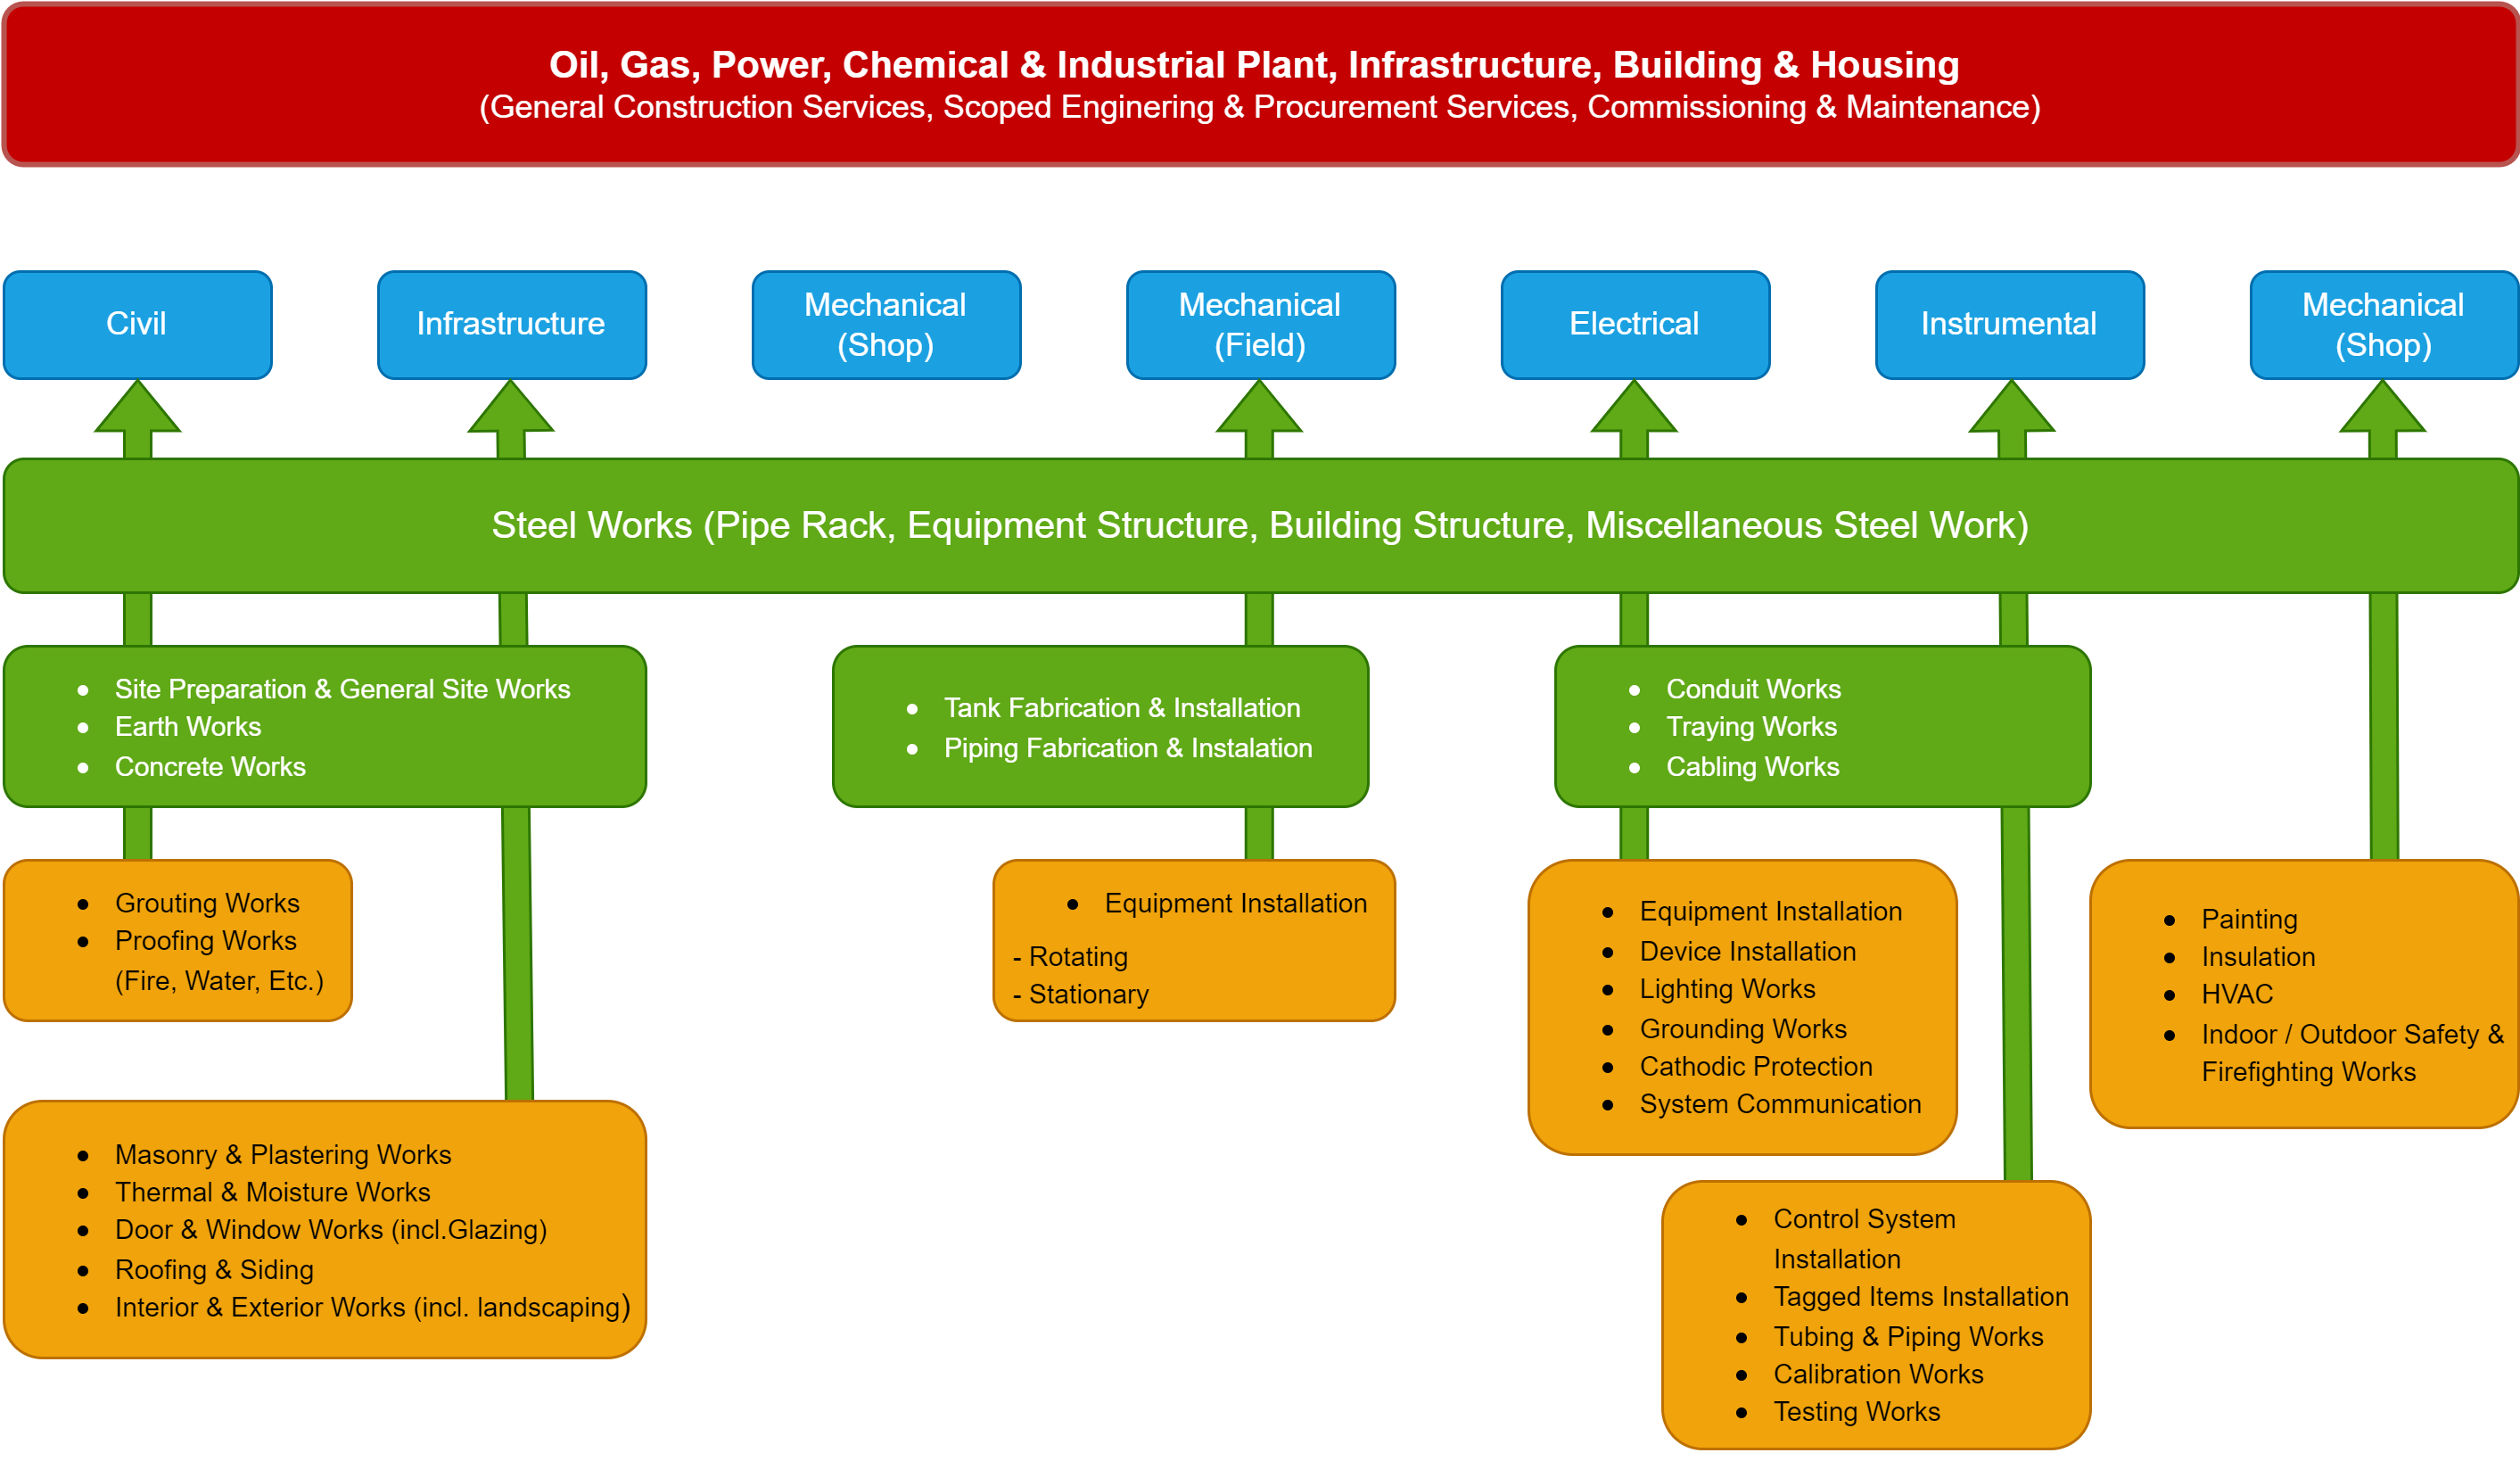 Oil, Gas, Power, Chemical & Industrial Plant, Infrastructure, Building & Housing
(General Construction Services, Scoped Enginering & Procurement Services, Commissioning & Maintenance)
Civil
Infrastructure
Mechanical
(Shop)
Mechanical
(Field)
Electrical
Instrumental
Mechanical
(Shop)
Steel Works (Pipe Rack, Equipment Structure, Building Structure, Miscellaneous Steel Work)
• Site Preparation & General Site Works
• Earth Works
• Concrete Works
• Tank Fabrication & Installation
• Piping Fabrication & Instalation
• Conduit Works
• Traying Works
• Cabling Works
• Grouting Works
• Proofing Works
(Fire, Water, Etc.)
• Equipment Installation
- Rotating
- Stationary
• Equipment Installation
• Device Installation
• Lighting Works
• Grounding Works
• Cathodic Protection
• System Communication
• Painting
• Insulation
• HVAC
• Indoor / Outdoor Safety &
Firefighting Works
• Masonry & Plastering Works
• Thermal & Moisture Works
• Door & Window Works (incl.Glazing)
• Roofing & Siding
• Interior & Exterior Works (incl. landscaping)
• Control System
Installation
• Tagged Items Installation
• Tubing & Piping Works
• Calibration Works
• Testing Works